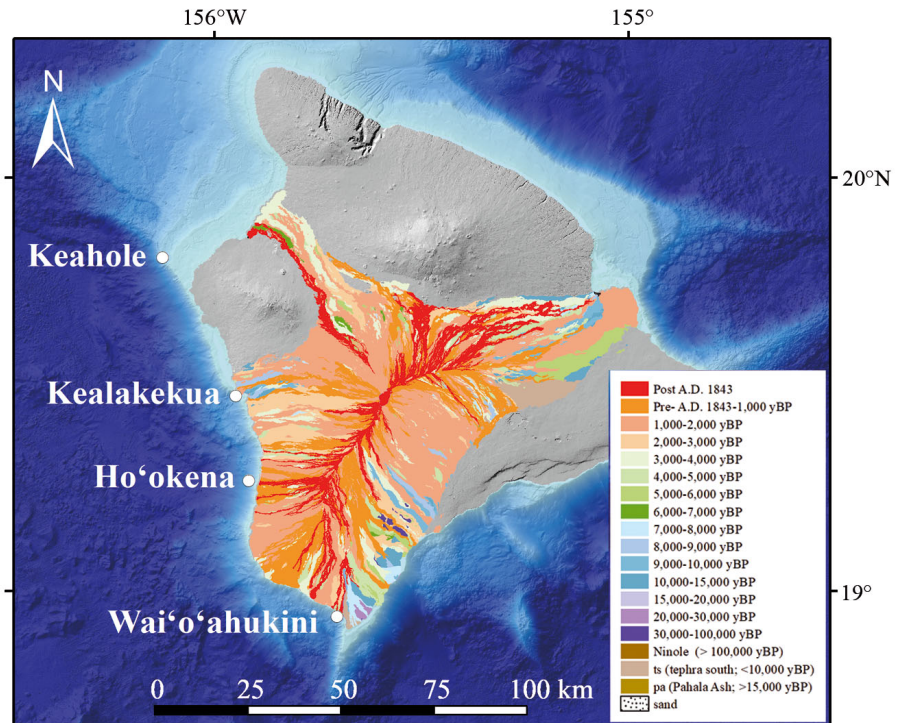 156°W
155°
N
20°N
Keahole
Kealakekua
Hoʻokena
19°
Waiʻoʻahukini
0 25 50 75 100 km
Post A.D. 1843
Pre- A.D. 1843-1,000 yBP
1,000-2,000 yBP
2,000-3,000 yBP
3,000-4,000 yBP
4,000-5,000 yBP
5,000-6,000 yBP
6,000-7,000 yBP
7,000-8,000 yBP
8,000-9,000 yBP
9,000-10,000 yBP
10,000-15,000 yBP
15,000-20,000 yBP
20,000-30,000 yBP
30,000-100,000 yBP
Ninole (> 100,000 yBP)
ts (tephra south; <10,000 yBP)
pa (Pahala Ash; >15,000 yBP)
sand